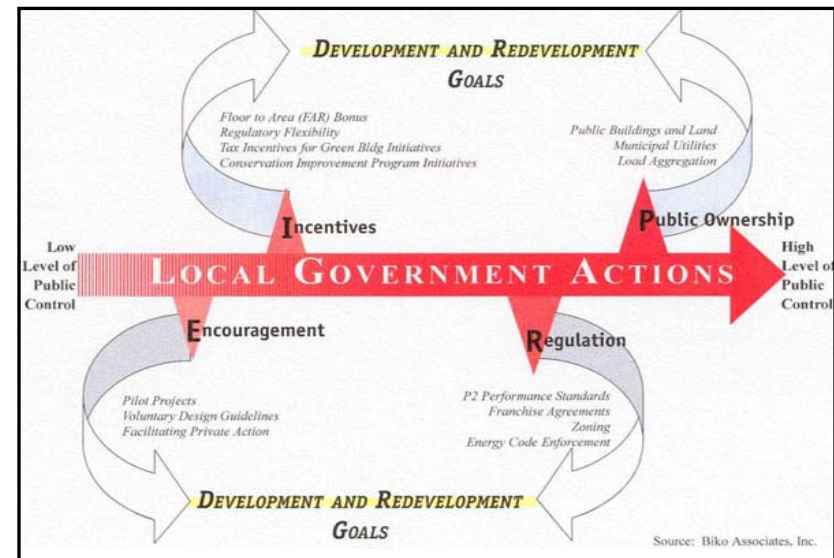 DEVELOPMENT AND REDEVELOPMENT
GOALS
Floor to Area (FAR) Bonus
Regulatory Flexibility
Tax Incentives for Green Bldg Initiatives
Conservation Improvement Program Initiatives
Public Buildings and Land
Municipal Utilities
Load Aggregation
Incentives
Public Ownership
Low
Level of
Public
Control
LOCAL GOVERNMENT ACTIONS
High
Level of
Public
Control
Encouragement
Regulation
Pilot Projects
Voluntary Design Guidelines
Facilitating Private Action
P2 Performance Standards
Franchise Agreements
Zoning
Energy Code Enforcement
DEVELOPMENT AND REDEVELOPMENT
GOALS
Source: Biko Associates, Inc.